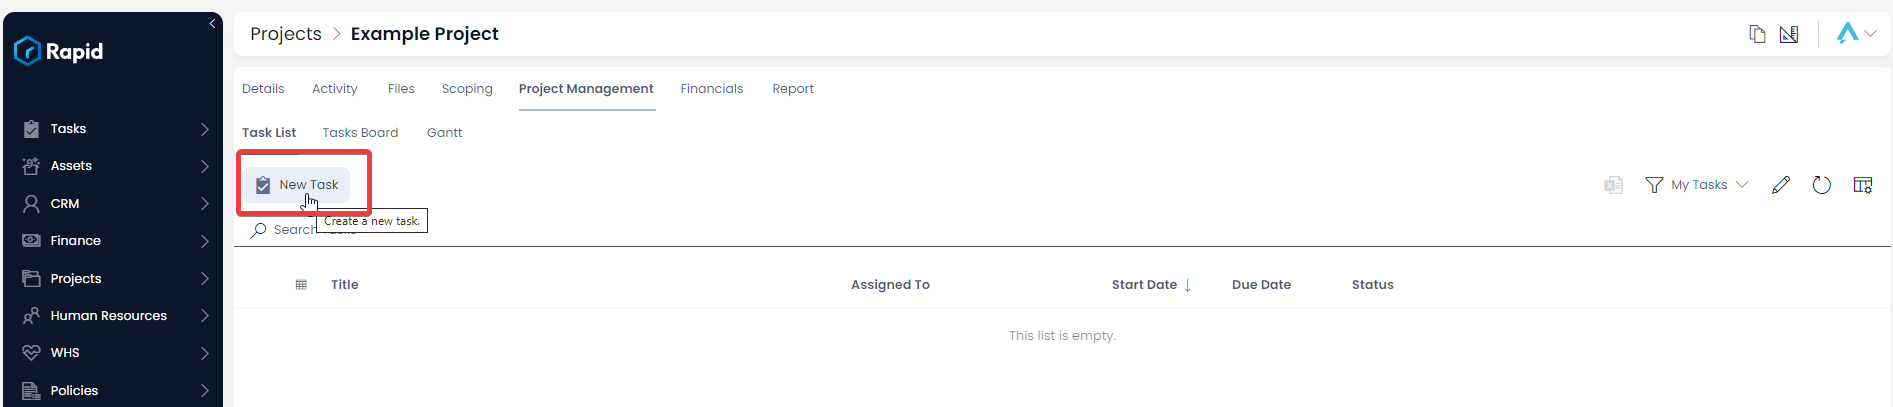 Rapid
Tasks
Assets
CRM
Finance
Projects
Human Resources
WHS
Policies
Projects > Example Project
Details Activity Files Scoping Project Management Financials Report
Task List Tasks Board Gantt
New Task
My Tasks
Create a new task.
Search
Title Assigned To Start Date ↓ Due Date Status
This list is empty.